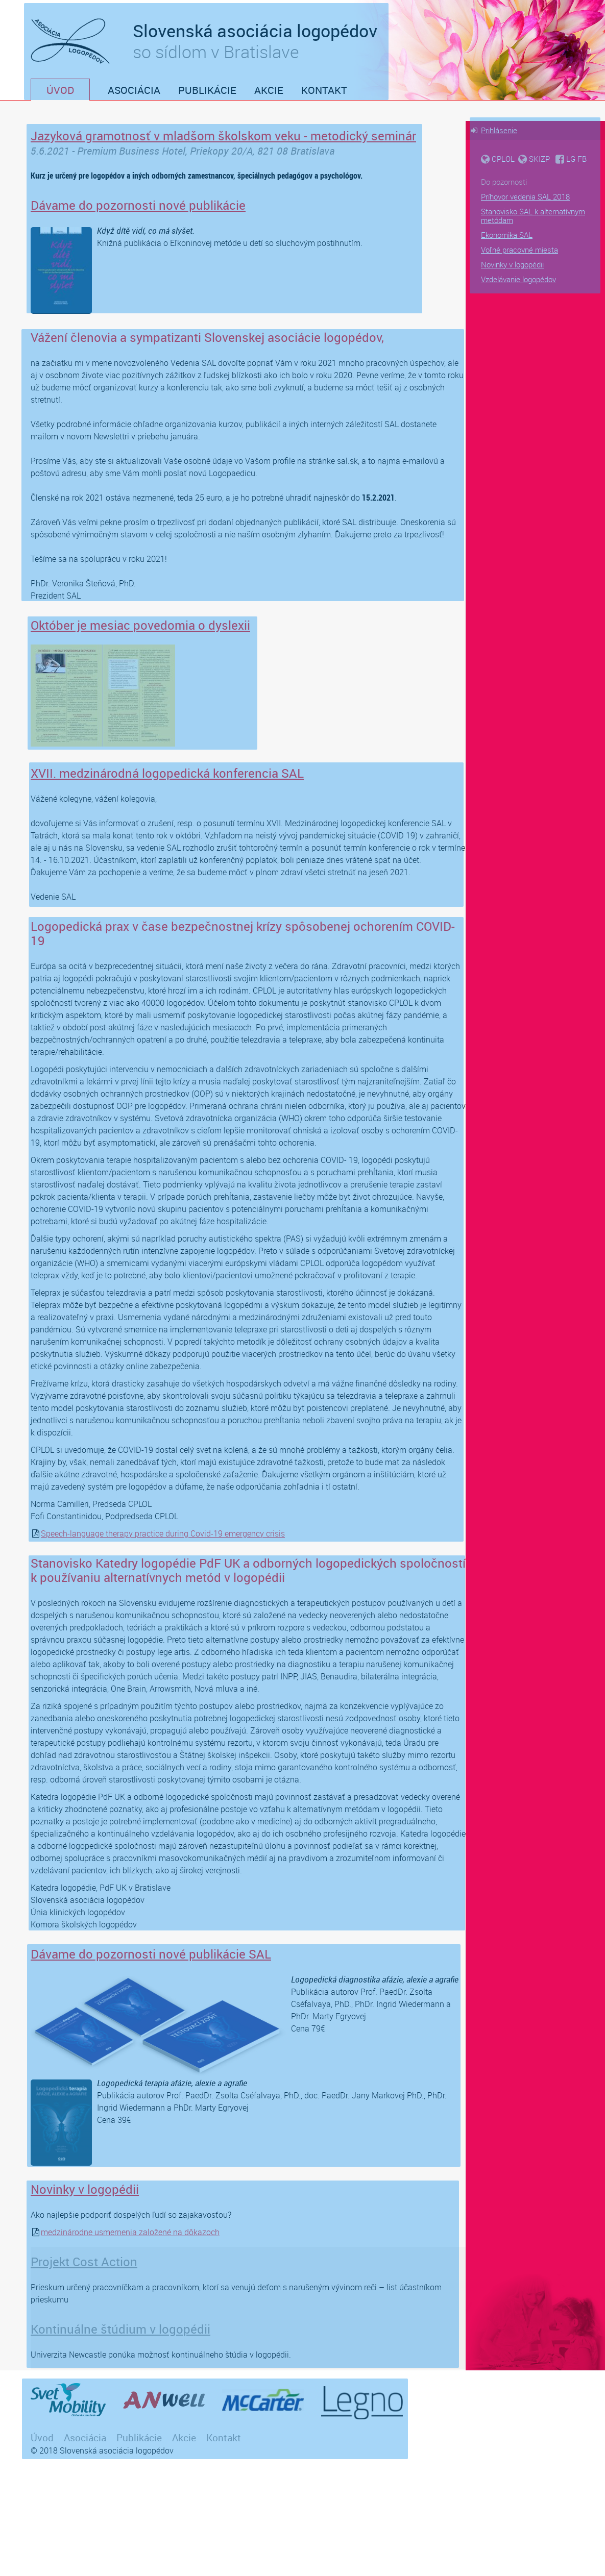 ASOCIÁCIA
LOGOPÉDOV
Slovenská asociácia logopédov
so sídlom v Bratislave
ÚVOD ASOCIÁCIA PUBLIKÁCIE AKCIE KONTAKT
Prihlásenie
CPLOL SKIZP LG FB
Do pozornosti
Príhovor vedenia SAL 2018
Stanovisko SAL k alternatívnym
metódam
Ekonomika SAL
Voľné pracovné miesta
Novinky v logopédii
Vzdelávanie logopédov
Jazyková gramotnosť v mladšom školskom veku - metodický seminár
5.6.2021 - Premium Business Hotel, Priekopy 20/A, 821 08 Bratislava
Kurz je určený pre logopédov a iných odborných zamestnancov, špeciálnych pedagógov a psychológov.
Dávame do pozornosti nové publikácie
Když dítě vidí, co má slyšet.
Knižná publikácia o Eľkoninovej metóde u detí so sluchovým postihnutím.
Vážení členovia a sympatizanti Slovenskej asociácie logopédov,
na začiatku mi v mene novozvoleného Vedenia SAL dovoľte popriať Vám v roku 2021 mnoho pracovných úspechov, ale
aj v osobnom živote viac pozitívnych zážitkov z ľudskej blízkosti ako ich bolo v roku 2020. Pevne veríme, že v tomto roku
už budeme môcť organizovať kurzy a konferenciu tak, ako sme boli zvyknutí, a budeme sa môcť tešiť aj z osobných
stretnutí.
Všetky podrobné informácie ohľadne organizovania kurzov, publikácií a iných interných záležitostí SAL dostanete
mailom v novom Newslettri v priebehu januára.
Prosíme Vás, aby ste si aktualizovali Vaše osobné údaje vo Vašom profile na stránke sal.sk, a to najmä e-mailovú a
poštovú adresu, aby sme Vám mohli poslať novú Logopaedicu.
Členské na rok 2021 ostáva nezmenené, teda 25 euro, a je ho potrebné uhradiť najneskôr do 15.2.2021.
Zároveň Vás veľmi pekne prosím o trpezlivosť pri dodaní objednaných publikácií, ktoré SAL distribuuje. Oneskorenia sú
spôsobené výnimočným stavom v celej spoločnosti a nie naším osobným zlyhaním. Ďakujeme preto za trpezlivosť!
Tešíme sa na spoluprácu v roku 2021!
PhDr. Veronika Šteňová, PhD.
Prezident SAL
Október je mesiac povedomia o dyslexii
XVII. medzinárodná logopedická konferencia SAL
Vážené kolegyne, vážení kolegovia,
dovoľujeme si Vás informovať o zrušení, resp. o posunutí termínu XVII. Medzinárodnej logopedickej konferencie SAL v
Tatrách, ktorá sa mala konať tento rok v októbri. Vzhľadom na neistý vývoj pandemickej situácie (COVID 19) v zahraničí,
ale aj u nás na Slovensku, sa vedenie SAL rozhodlo zrušiť tohtoročný termín a posunúť termín konferencie o rok v termíne
14. - 16.10.2021. Účastníkom, ktorí zaplatili už konferenčný poplatok, boli peniaze dnes vrátené späť na účet.
Ďakujeme Vám za pochopenie a veríme, že sa budeme môcť v plnom zdraví všetci stretnúť na jeseň 2021.
Vedenie SAL
Logopedická prax v čase bezpečnostnej krízy spôsobenej ochorením COVID-
19
Európa sa ocitá v bezprecedentnej situácii, ktorá mení naše životy z večera do rána. Zdravotní pracovníci, medzi ktorých
patria aj logopédi pokračujú v poskytovaní starostlivosti svojim klientom/pacientom v rôznych podmienkach, napriek
potenciálnemu nebezpečenstvu, ktoré hrozí im a ich rodinám. CPLOL je autoritatívny hlas európskych logopedických
spoločností tvorený z viac ako 40000 logopédov. Účelom tohto dokumentu je poskytnúť stanovisko CPLOL k dvom
kritickým aspektom, ktoré by mali usmerniť poskytovanie logopedickej starostlivosti počas akútnej fázy pandémie, a
taktiež v období post-akútnej fáze v nasledujúcich mesiacoch. Po prvé, implementácia primeraných
bezpečnostných/ochranných opatrení a po druhé, použitie telezdravia a telepraxe, aby bola zabezpečená kontinuita
terapie/rehabilitácie.
Logopédi poskytujúci intervenciu v nemocniciach a ďalších zdravotníckych zariadeniach sú spoločne s ďalšími
zdravotníkmi a lekármi v prvej línii tejto krízy a musia naďalej poskytovať starostlivosť tým najzraniteľnejším. Zatiaľ čo
dodávky osobných ochranných prostriedkov (OOP) sú v niektorých krajinách nedostatočné, je nevyhnutné, aby orgány
zabezpečili dostupnosť OOP pre logopédov. Primeraná ochrana chráni nielen odborníka, ktorý ju používa, ale aj pacientov
a zdravie zdravotníkov v systému. Svetová zdravotnícka organizácia (WHO) okrem toho odporúča širšie testovanie
hospitalizovaných pacientov a zdravotníkov s cieľom lepšie monitorovať ohniská a izolovať osoby s ochorením COVID-
19, ktorí môžu byť asymptomatickí, ale zároveň sú prenášačmi tohto ochorenia.
Okrem poskytovania terapie hospitalizovaným pacientom s alebo bez ochorenia COVID- 19, logopédi poskytujú
starostlivosť klientom/pacientom s narušenou komunikačnou schopnosťou a s poruchami prehĺtania, ktorí musia
starostlivosť naďalej dostávať. Tieto podmienky vplývajú na kvalitu života jednotlivcov a prerušenie terapie zastaví
pokrok pacienta/klienta v terapii. V prípade porúch prehĺtania, zastavenie liečby môže byť život ohrozujúce. Navyše,
ochorenie COVID-19 vytvorilo novú skupinu pacientov s potenciálnymi poruchami prehĺtania a komunikačnými
potrebami, ktoré si budú vyžadovať po akútnej fáze hospitalizácie.
Ďalšie typy ochorení, akými sú napríklad poruchy autistického spektra (PAS) si vyžadujú kvôli extrémnym zmenám a
narušeniu každodenných rutín intenzívne zapojenie logopédov. Preto v súlade s odporúčaniami Svetovej zdravotníckej
organizácie (WHO) a smernicami vydanými viacerými európskymi vládami CPLOL odporúča logopédom využívať
teleprax vždy, keď je to potrebné, aby bolo klientovi/pacientovi umožnené pokračovať v profitovaní z terapie.
Teleprax je súčasťou telezdravia a patrí medzi spôsob poskytovania starostlivosti, ktorého účinnosť je dokázaná.
Teleprax môže byť bezpečne a efektívne poskytovaná logopédmi a výskum dokazuje, že tento model služieb je legitímny
a realizovateľný v praxi. Usmernenia vydané národnými a medzinárodnými združeniami existovali už pred touto
pandémiou. Sú vytvorené smernice na implementovanie telepraxe pri starostlivosti o deti aj dospelých s rôznym
narušením komunikačnej schopnosti. V popredí takýchto metodík je dôležitosť ochrany osobných údajov a kvalita
poskytnutia služieb. Výskumné dôkazy podporujú použitie viacerých prostriedkov na tento účel, berúc do úvahu všetky
etické povinnosti a otázky online zabezpečenia.
Prežívame krízu, ktorá drasticky zasahuje do všetkých hospodárskych odvetví a má vážne finančné dôsledky na rodiny.
Vyzývame zdravotné poisťovne, aby skontrolovali svoju súčasnú politiku týkajúcu sa telezdravia a telepraxe a zahrnuli
tento model poskytovania starostlivosti do zoznamu služieb, ktoré môžu byť poistencovi preplatené. Je nevyhnutné, aby
jednotlivci s narušenou komunikačnou schopnosťou a poruchou prehĺtania neboli zbavení svojho práva na terapiu, ak je
k dispozícii.
CPLOL si uvedomuje, že COVID-19 dostal celý svet na kolená, a že sú mnohé problémy a ťažkosti, ktorým orgány čelia.
Krajiny by, však, nemali zanedbávať tých, ktorí majú existujúce zdravotné ťažkosti, pretože to bude mať za následok
ďalšie akútne zdravotné, hospodárske a spoločenské zaťaženie. Ďakujeme všetkým orgánom a inštitúciám, ktoré už
majú zavedený systém pre logopédov a dúfame, že naše odporúčania zohľadnia i tí ostatní.
Norma Camilleri, Predseda CPLOL
Fofi Constantinidou, Podpredseda CPLOL
Speech-language therapy practice during Covid-19 emergency crisis
Stanovisko Katedry logopédie PdF UK a odborných logopedických spoločností
k používaniu alternatívnych metód v logopédii
V posledných rokoch na Slovensku evidujeme rozšírenie diagnostických a terapeutických postupov používaných u detí a
dospelých s narušenou komunikačnou schopnosťou, ktoré sú založené na vedecky neoverených alebo nedostatočne
overených predpokladoch, teóriách a praktikách a ktoré sú v príkrom rozpore s vedeckou, odbornou podstatou a
správnou praxou súčasnej logopédie. Preto tieto alternatívne postupy alebo prostriedky nemožno považovať za efektívne
logopedické prostriedky či postupy lege artis. Z odborného hľadiska ich teda klientom a pacientom nemožno odporúčať
alebo aplikovať tak, akoby to boli overené postupy alebo prostriedky na diagnostiku a terapiu narušenej komunikačnej
schopnosti či špecifických porúch učenia. Medzi takéto postupy patrí INPP, JIAS, Benaudira, bilaterálna integrácia,
senzorická integrácia, One Brain, Arrowsmith, Nová mluva a iné.
Za riziká spojené s prípadným použitím týchto postupov alebo prostriedkov, najmä za konzekvencie vyplývajúce zo
zanedbania alebo oneskoreného poskytnutia potrebnej logopedickej starostlivosti nesú zodpovednosť osoby, ktoré tieto
intervenčné postupy vykonávajú, propagujú alebo používajú. Zároveň osoby využívajúce neoverené diagnostické a
terapeutické postupy podliehajú kontrolnému systému rezortu, v ktorom svoju činnosť vykonávajú, teda Úradu pre
dohľad nad zdravotnou starostlivosťou a Štátnej školskej inšpekcii. Osoby, ktoré poskytujú takéto služby mimo rezortu
zdravotníctva, školstva a práce, sociálnych vecí a rodiny, stoja mimo garantovaného kontrolného systému a odbornosť,
resp. odborná úroveň starostlivosti poskytovanej týmito osobami je otázna.
Katedra logopédie PdF UK a odborné logopedické spoločnosti majú povinnosť zastávať a presadzovať vedecky overené
a kriticky zhodnotené poznatky, ako aj profesionálne postoje vo vzťahu k alternatívnym metódam v logopédii. Tieto
poznatky a postoje je potrebné implementovať (podobne ako v medicíne) aj do odborných aktivít pregraduálneho,
špecializačného a kontinuálneho vzdelávania logopédov, ako aj do ich osobného profesijného rozvoja. Katedra logopédie
a odborné logopedické spoločnosti majú zároveň nezastupiteľnú úlohu a povinnosť podieľať sa v rámci korektnej,
odbornej spolupráce s pracovníkmi masovokomunikačných médií aj na pravdivom a zrozumiteľnom informovaní či
vzdelávaní pacientov, ich blízkych, ako aj širokej verejnosti.
Katedra logopédie, PdF UK v Bratislave
Slovenská asociácia logopédov
Únia klinických logopédov
Komora školských logopédov
Dávame do pozornosti nové publikácie SAL
Logopedická diagnostika afázie, alexie a agrafie
Publikácia autorov Prof. PaedDr. Zsolta
Cséfalvaya, PhD., PhDr. Ingrid Wiedermann a
PhDr. Marty Egryovej
Cena 79€
Logopedická terapia afázie, alexie a agrafie
Publikácia autorov Prof. PaedDr. Zsolta Cséfalvaya, PhD., doc. PaedDr. Jany Markovej PhD., PhDr.
Ingrid Wiedermann a PhDr. Marty Egryovej
Cena 39€
Novinky v logopédii
Ako najlepšie podporiť dospelých ľudí so zajakavosťou?
medzinárodne usmernenia založené na dôkazoch
Projekt Cost Action
Prieskum určený pracovníčkam a pracovníkom, ktorí sa venujú deťom s narušeným vývinom reči – list účastníkom
prieskumu
Kontinuálne štúdium v logopédii
Univerzita Newcastle ponúka možnosť kontinuálneho štúdia v logopédii.
Svet Mobility ANWELL McCarter Legno
Úvod Asociácia Publikácie Akcie Kontakt
© 2018 Slovenská asociácia logopédov